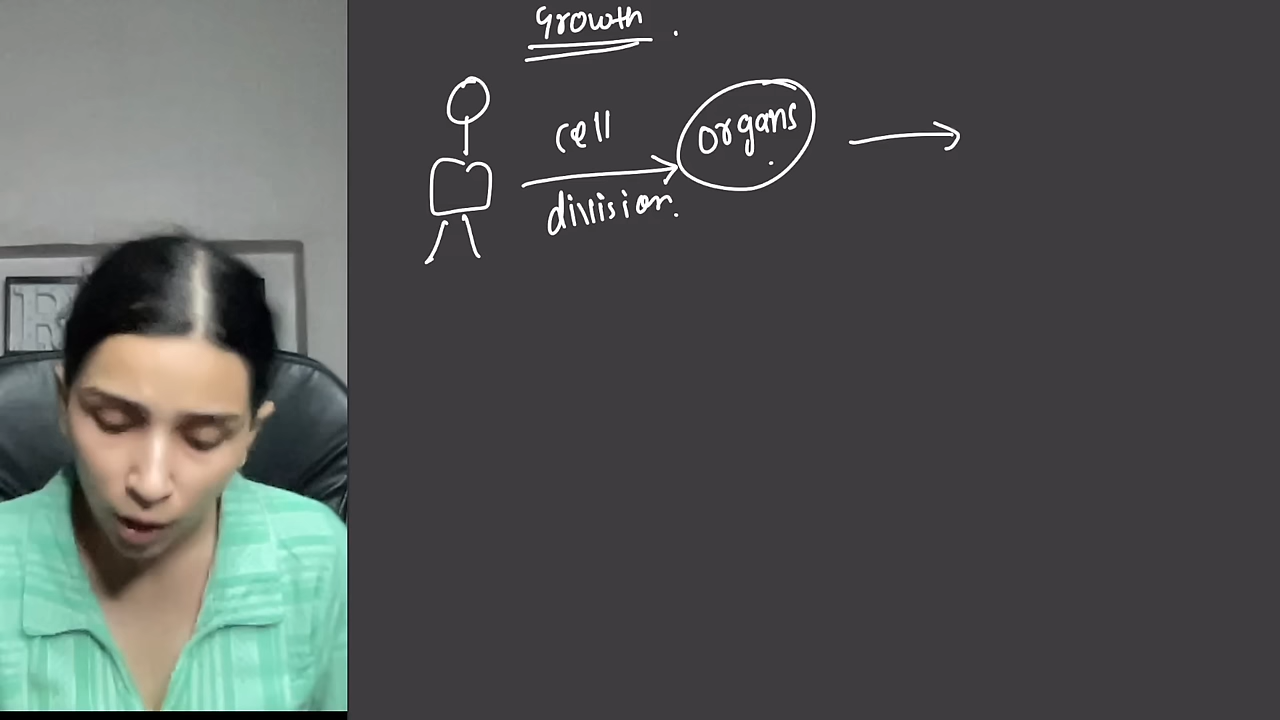 Growth.
cell
division.
organs
R